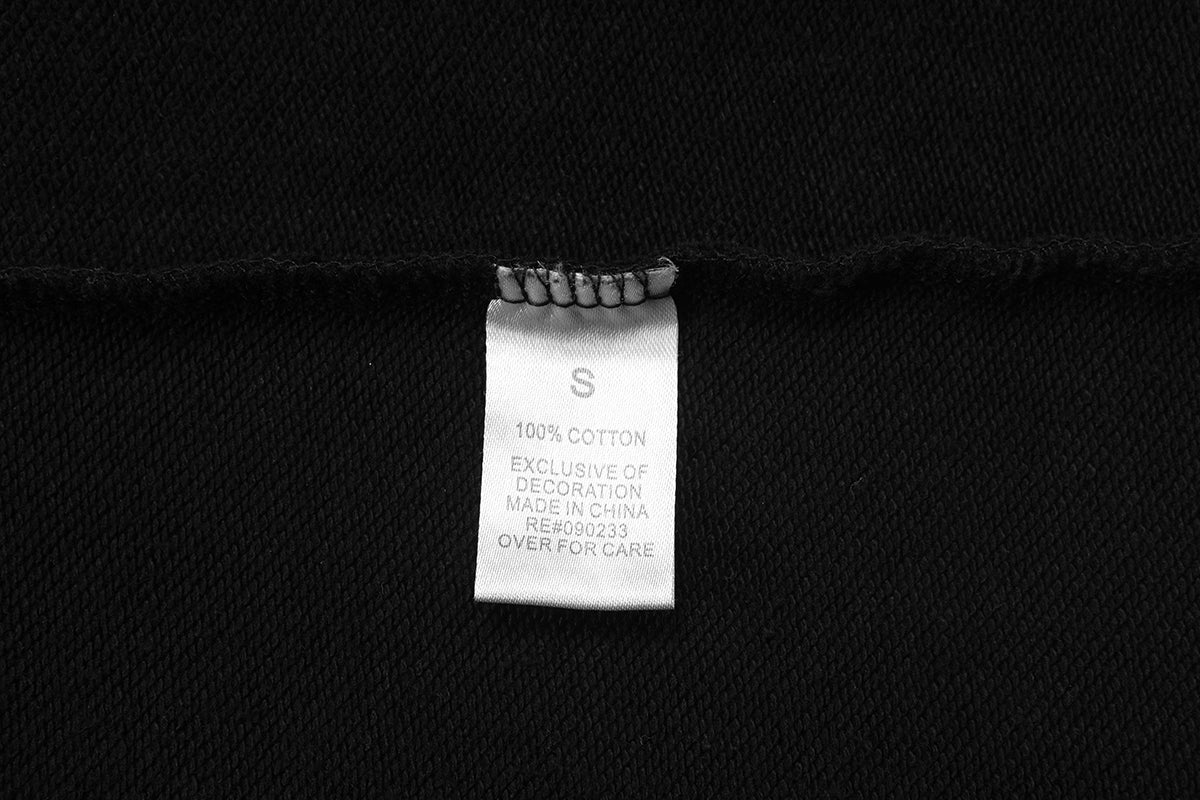 S
100% COTTON
EXCLUSIVE OF
DECORATION
MADE IN CHINA
RE#090233
OVER FOR CARE